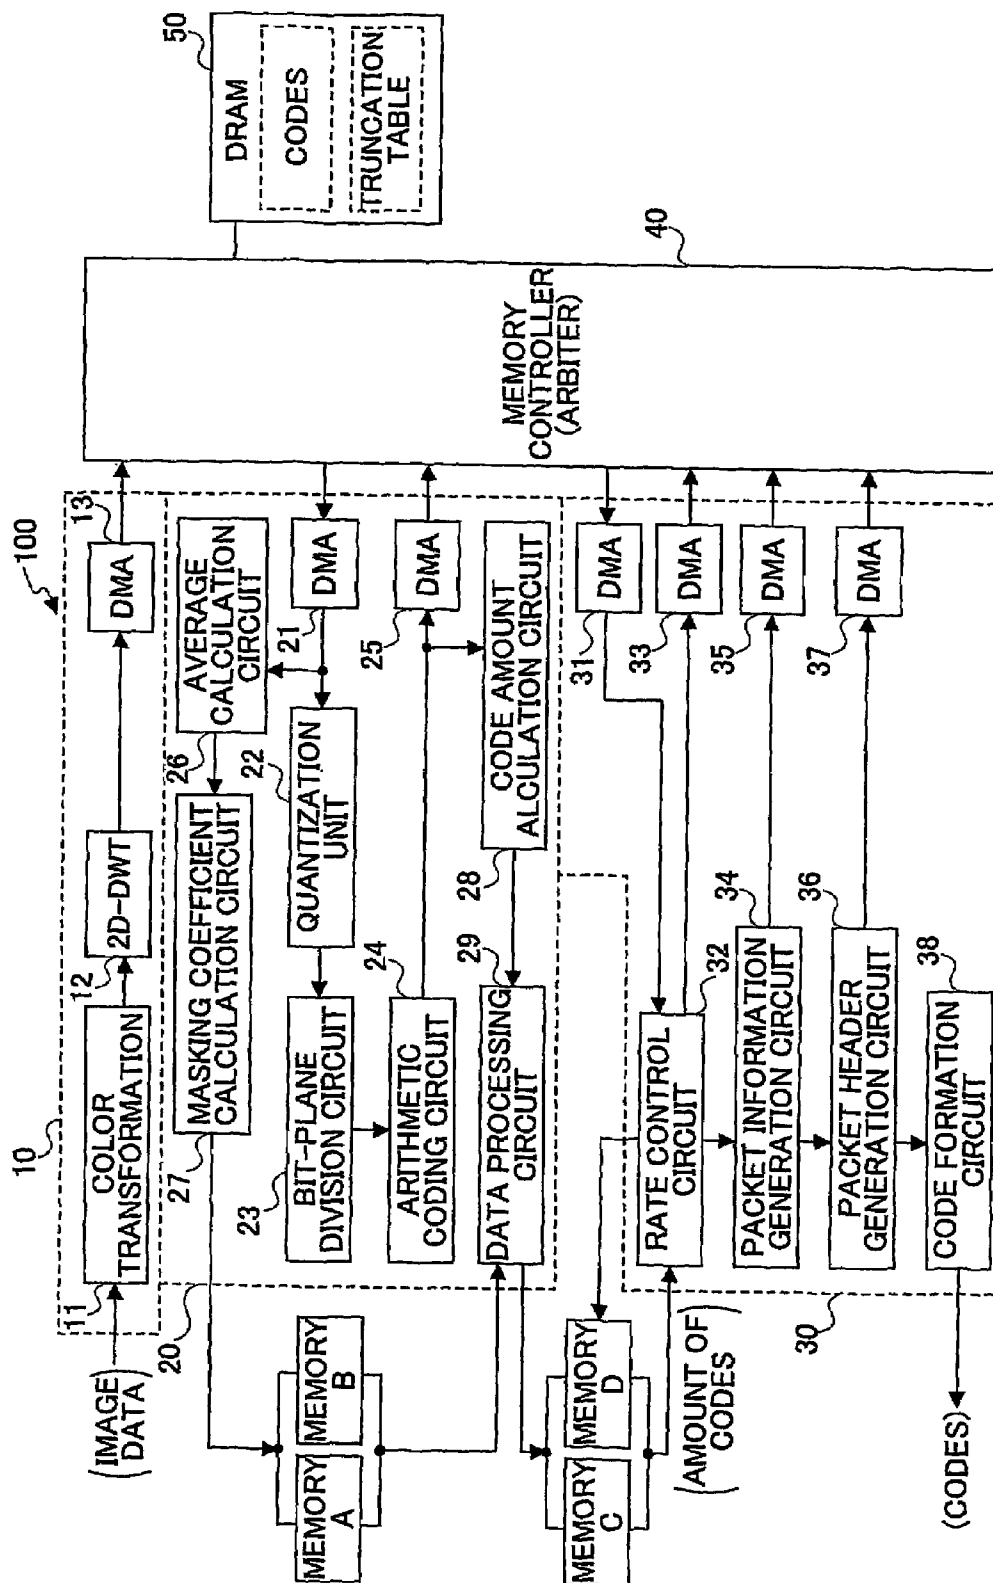 100
10
(IMAGE
DATA)
11
COLOR
TRANSFORMATION
12
2D-DWT
13
DMA
20
27
MASKING COEFFICIENT
CALCULATION CIRCUIT
26
AVERAGE
CALCULATION
CIRCUIT
21
DMA
22
QUANTIZATION
UNIT
23
BIT-PLANE
DIVISION CIRCUIT
24
ARITHMETIC
CODING CIRCUIT
25
DMA
28
CODE AMOUNT
ALCULATION CIRCUIT
29
DATA PROCESSING
CIRCUIT
MEMORY
A
MEMORY
B
MEMORY
C
MEMORY
D
(AMOUNT OF
CODES)
30
31
DMA
32
RATE CONTROL
CIRCUIT
33
DMA
34
PACKET INFORMATION
GENERATION CIRCUIT
35
DMA
36
PACKET HEADER
GENERATION CIRCUIT
37
DMA
38
CODE FORMATION
CIRCUIT
(CODES)
40
MEMORY
CONTROLLER
(ARBITER)
50
DRAM
CODES
TRUNCATION
TABLE